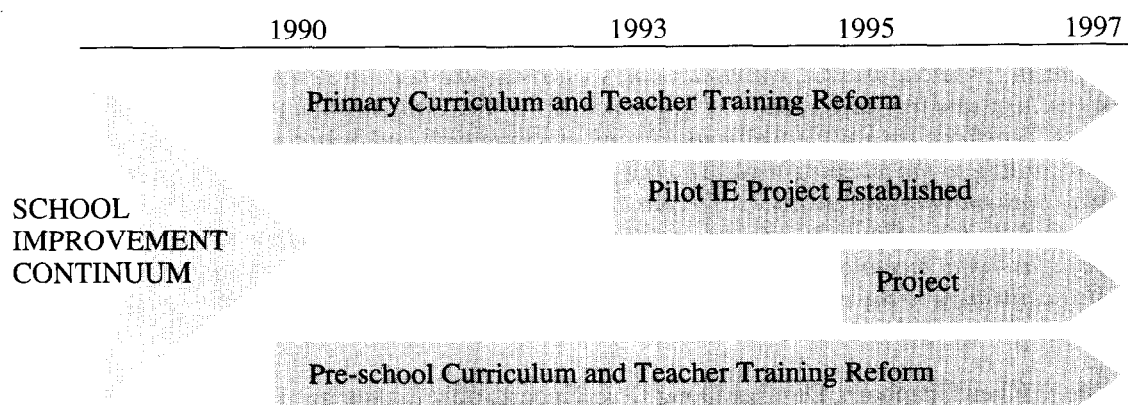 1990 1993 1995 1997
Primary Curriculum and Teacher Training Reform
Pilot IE Project Established
SCHOOL
IMPROVEMENT
CONTINUUM
Project
Pre-school Curriculum and Teacher Training Reform